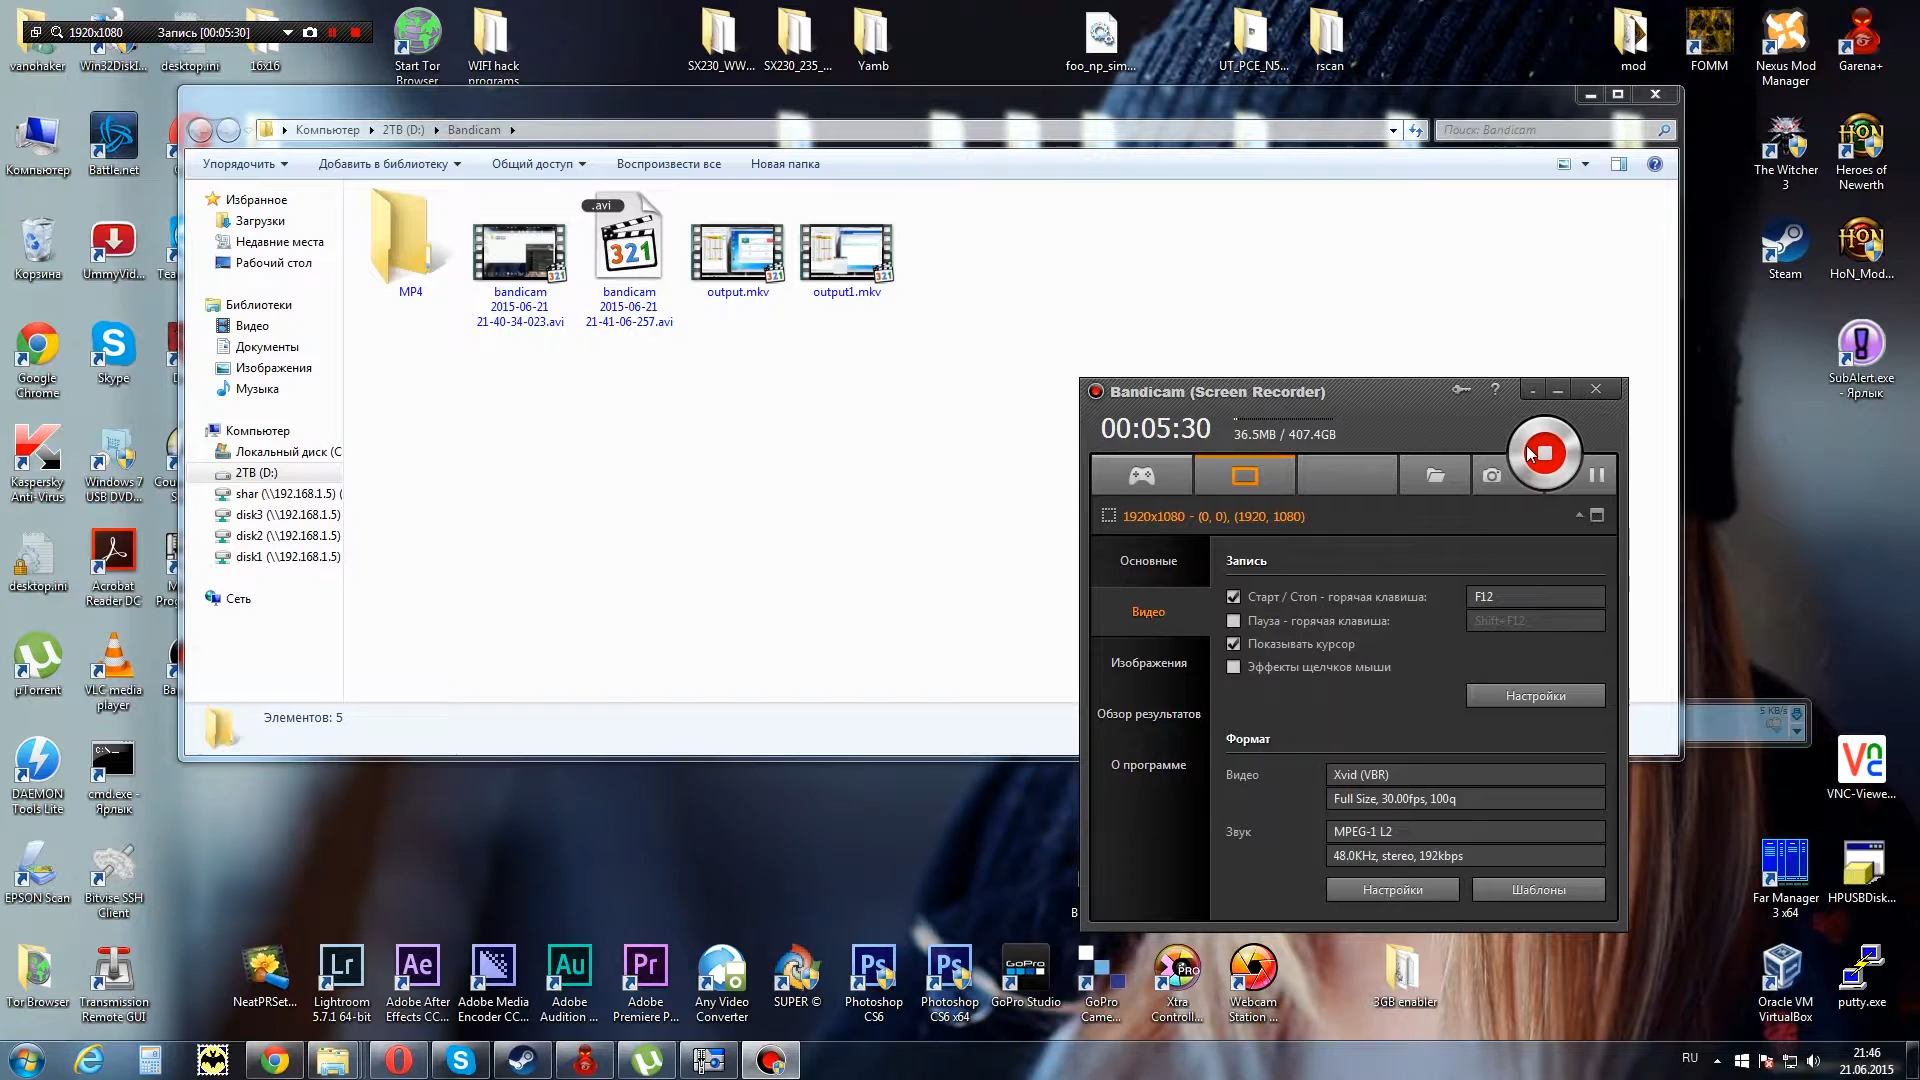 1920x1080
Запись [00:05:30]
vanohaker
Win32DiskI...
desktop.ini
16x16
Start Tor
Browser
WIFI hack
programs
SX230_WW...
SX230_235_...
Yamb
foo_np_sim...
UT_PCE_N5...
rscan
mod
FOMM
Nexus Mod
Manager
Garena+
Компьютер
2TB (D:)
Bandicam
Поиск: Bandicam
Упорядочить
Добавить в библиотеку
Общий доступ
Воспроизвести все
Новая папка
Избранное
Загрузки
Недавние места
Рабочий стол
Библиотеки
Видео
Документы
Изображения
Музыка
Компьютер
Локальный диск (C
2TB (D:)
shar (\\192.168.1.5) (
disk3 (\\192.168.1.5)
disk2 (\\192.168.1.5)
disk1 (\\192.168.1.5)
Сеть
MP4
bandicam
2015-06-21
21-40-34-023.avi
.avi
321
bandicam
2015-06-21
21-41-06-257.avi
output.mkv
output1.mkv
Элементов: 5
Компьютер
Battle.net
Корзина
UmmyVid...
Tea
Google
Chrome
Skype
Kaspersky
Anti-Virus
Windows 7
USB DVD...
Cou
desktop.ini
Acrobat
Reader DC
µTorrent
VLC media
player
Ba
DAEMON
Tools Lite
cmd.exe -
Ярлык
EPSON Scan
Bitvise SSH
Client
Tor Browser
Transmission
Remote GUI
The Witcher
3
Heroes of
Newerth
Steam
HoN_Mod...
SubAlert.exe
- Ярлык
5 KB/s
VNC-Viewe...
Far Manager
3 x64
HPUSBDisk...
Oracle VM
VirtualBox
putty.exe
Bandicam (Screen Recorder)
?
00:05:30
36.5MB / 407.4GB
1920x1080 - (0, 0), (1920, 1080)
Основные
Видео
Изображения
Обзор результатов
О программе
Запись
Старт / Стоп - горячая клавиша:
F12
Пауза - горячая клавиша:
Shift+F12
Показывать курсор
Эффекты щелчков мыши
Настройки
Формат
Видео
Xvid (VBR)
Full Size, 30.00fps, 100q
Звук
MPEG-1 L2
48.0KHz, stereo, 192kbps
Настройки
Шаблоны
NeatPRSet...
Lightroom
5.7.1 64-bit
Adobe After
Effects CC...
Adobe Media
Encoder CC...
Adobe
Audition ...
Adobe
Premiere P...
Any Video
Converter
SUPER ©
Photoshop
CS6
Photoshop
CS6 x64
GoPro Studio
GoPro
Came...
Xtra
Controll...
Webcam
Station ...
3GB enabler
RU
21:46
21.06.2015